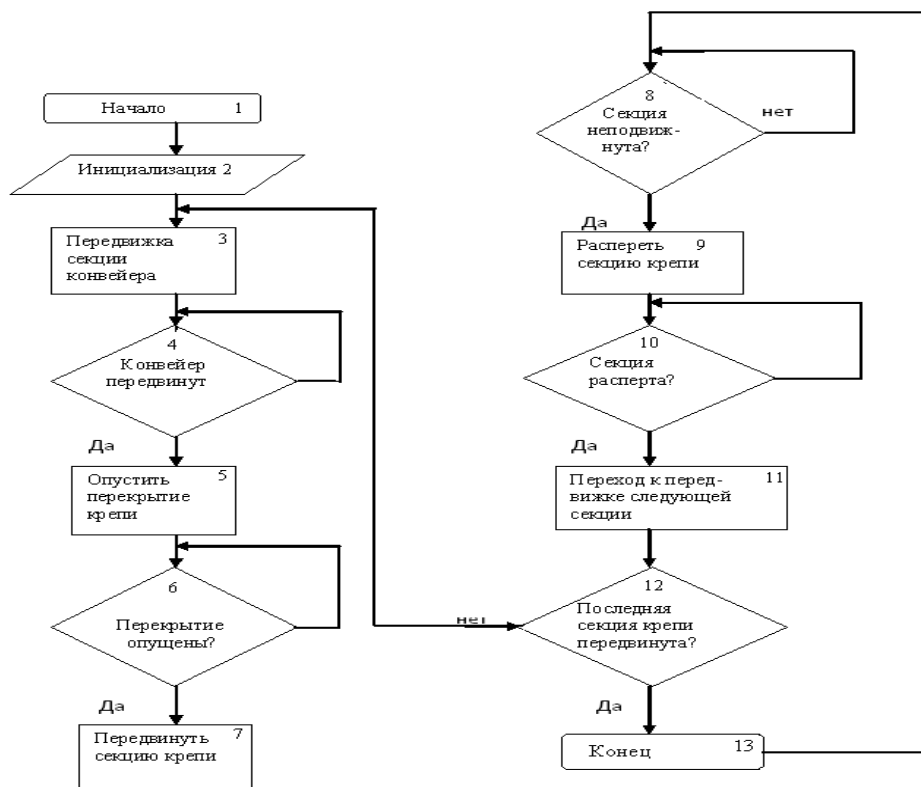 Начало 1
Инициализация 2
Передвижка 3
секции
конвейера
4
Конвейер
передвинут
Да
Опустить 5
перекрытие
крепи
6
Перекрытие
опущены?
Да
Передвинуть 7
секцию крепи
8
Секция
неподвиж-
нута?
нет
Да
Распереть 9
секцию крепи
10
Секция
расперта?
Да
Переход к перед- 11
вижке следующей
секции
12
Последняя
секция крепи
передвинута?
нет
Да
Конец 13